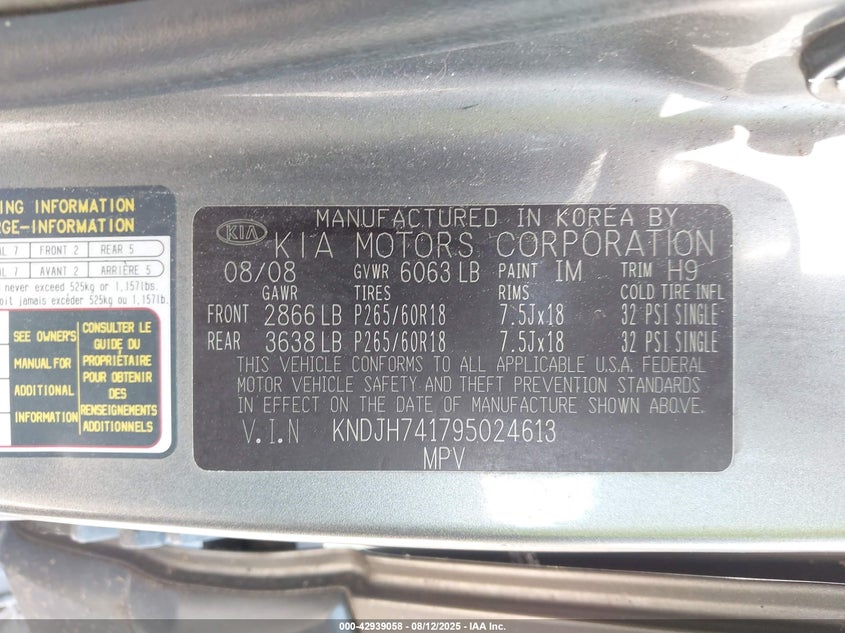 ING INFORMATION
RGE-INFORMATION
L 7 FRONT 2 REAR 5
L 7 AVANT 2 ARRIÈRE 5
never exceed 525kg or 1,157lbs.
oit jamais excéder 525kg ou 1,157lb.
SEE OWNER'S
MANUAL FOR
ADDITIONAL
INFORMATION
CONSULTER LE
GUIDE DU
PROPRIÉTAIRE
POUR OBTENIR
DES
RENSEIGNEMENTS
ADDITIONNELS
MANUFACTURED IN KOREA BY
KIA KIA MOTORS CORPORATION
08/08 GVWR 6063 LB PAINT IM TRIM H9
GAWR TIRES RIMS COLD TIRE INFL
FRONT 2866 LB P265/60R18 7.5Jx18 32 PSI SINGLE
REAR 3638 LB P265/60R18 7.5Jx18 32 PSI SINGLE
THIS VEHICLE CONFORMS TO ALL APPLICABLE U.S.A. FEDERAL
MOTOR VEHICLE SAFETY AND THEFT PREVENTION STANDARDS
IN EFFECT ON THE DATE OF MANUFACTURE SHOWN ABOVE.
V.I.N KNDJH741795024613
MPV
000-42939058 - 08/12/2025 - IAA Inc.